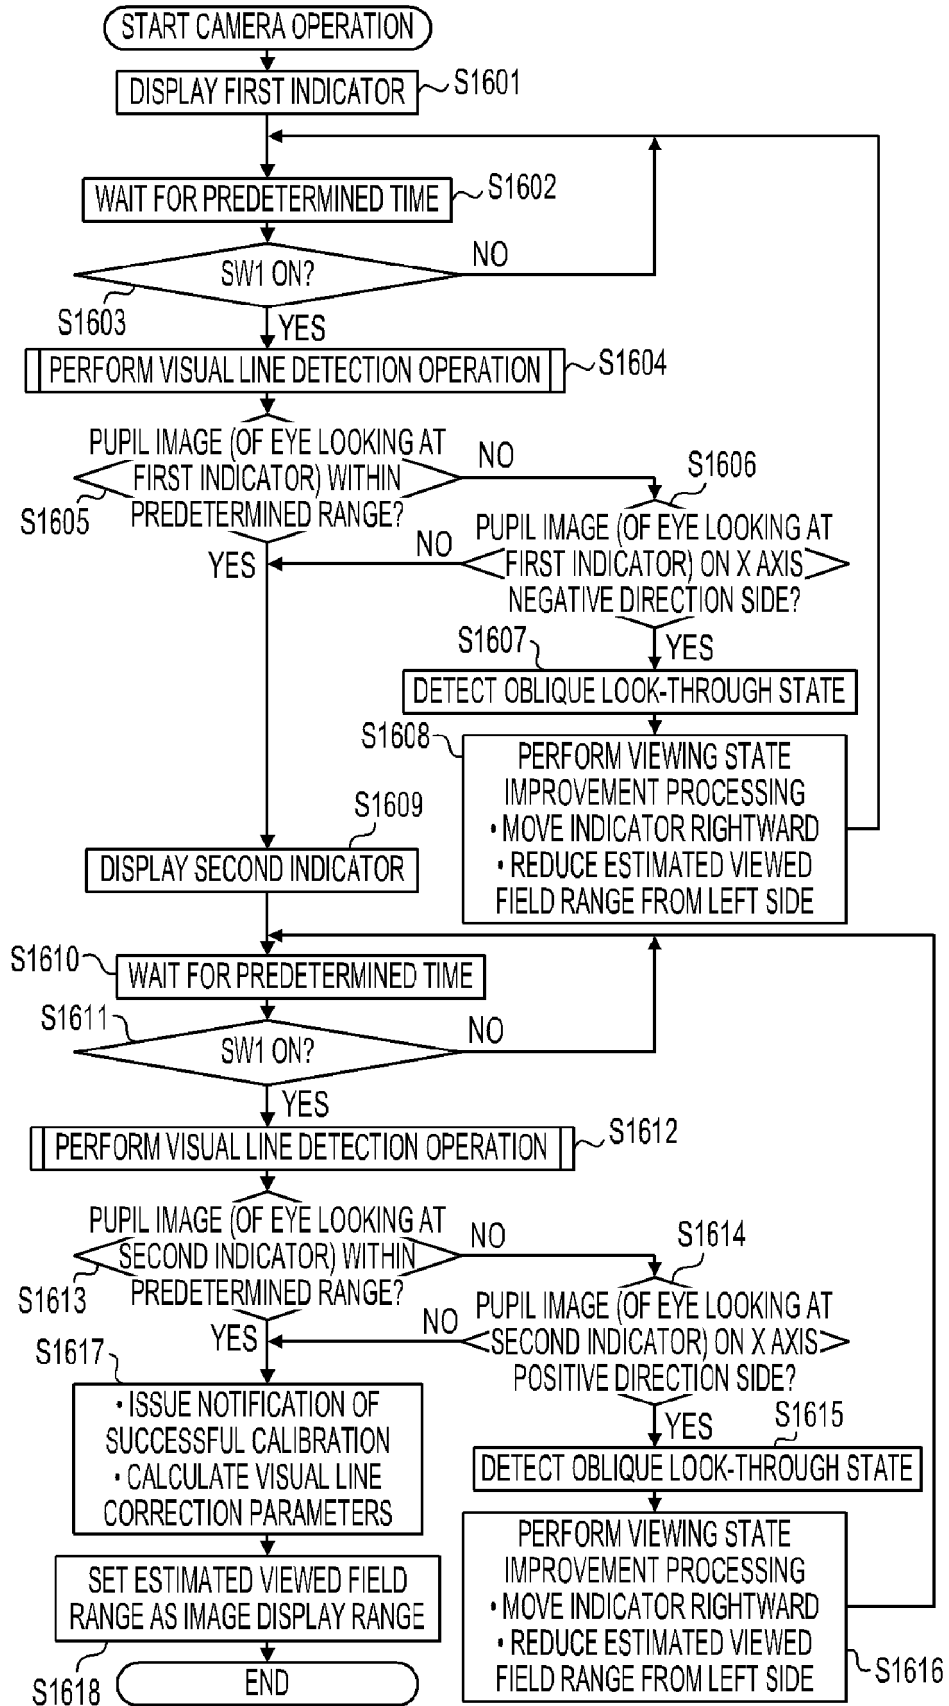 START CAMERA OPERATION
DISPLAY FIRST INDICATOR
S1601
WAIT FOR PREDETERMINED TIME
S1602
SW1 ON?
NO
S1603
YES
PERFORM VISUAL LINE DETECTION OPERATION
S1604
PUPIL IMAGE (OF EYE LOOKING AT
FIRST INDICATOR) WITHIN
PREDETERMINED RANGE?
S1605
NO
YES
S1606
PUPIL IMAGE (OF EYE LOOKING AT
FIRST INDICATOR) ON X AXIS
NEGATIVE DIRECTION SIDE?
NO
YES
S1607
DETECT OBLIQUE LOOK-THROUGH STATE
S1608
PERFORM VIEWING STATE
IMPROVEMENT PROCESSING
• MOVE INDICATOR RIGHTWARD
• REDUCE ESTIMATED VIEWED
FIELD RANGE FROM LEFT SIDE
S1609
DISPLAY SECOND INDICATOR
S1610
WAIT FOR PREDETERMINED TIME
S1611
SW1 ON?
NO
YES
PERFORM VISUAL LINE DETECTION OPERATION
S1612
PUPIL IMAGE (OF EYE LOOKING AT
SECOND INDICATOR) WITHIN
PREDETERMINED RANGE?
S1613
NO
YES
S1614
PUPIL IMAGE (OF EYE LOOKING AT
SECOND INDICATOR) ON X AXIS
POSITIVE DIRECTION SIDE?
NO
YES
S1615
DETECT OBLIQUE LOOK-THROUGH STATE
PERFORM VIEWING STATE
IMPROVEMENT PROCESSING
• MOVE INDICATOR RIGHTWARD
• REDUCE ESTIMATED VIEWED
FIELD RANGE FROM LEFT SIDE
S1616
S1617
• ISSUE NOTIFICATION OF
SUCCESSFUL CALIBRATION
• CALCULATE VISUAL LINE
CORRECTION PARAMETERS
SET ESTIMATED VIEWED FIELD
RANGE AS IMAGE DISPLAY RANGE
S1618
END